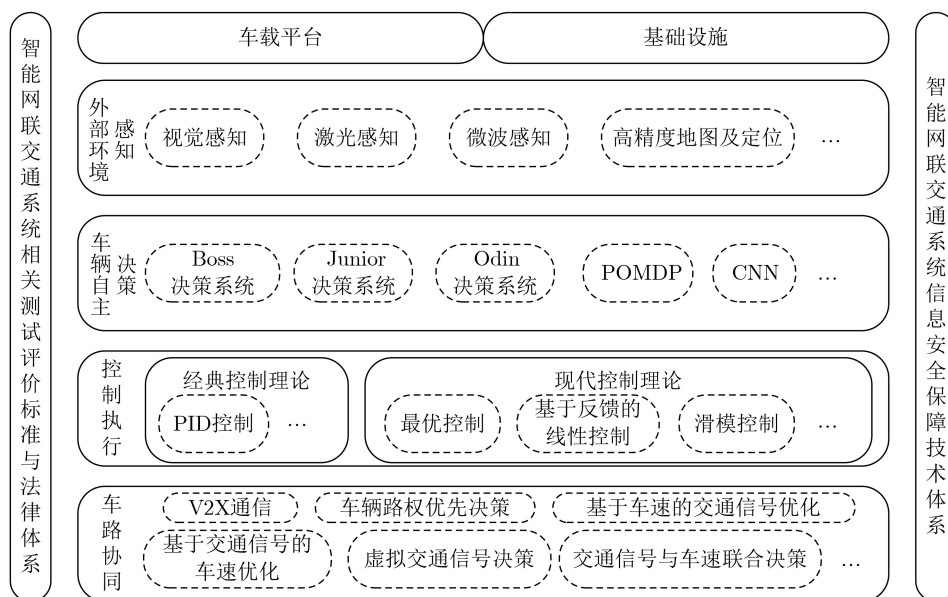 智能网联交通系统相关测试评价标准与法律体系
车载平台
基础设施
外部环境
感知
视觉感知
激光感知
微波感知
高精度地图及定位
…
车辆自主
决策
Boss
决策系统
Junior
决策系统
Odin
决策系统
POMDP
CNN
…
控制执行
经典控制理论
PID控制
…
现代控制理论
最优控制
基于反馈的
线性控制
滑模控制
…
车路协同
V2X通信
车辆路权优先决策
基于车速的交通信号优化
基于交通信号的
车速优化
虚拟交通信号决策
交通信号与车速联合决策
…
智能网联交通系统信息安全保障技术体系